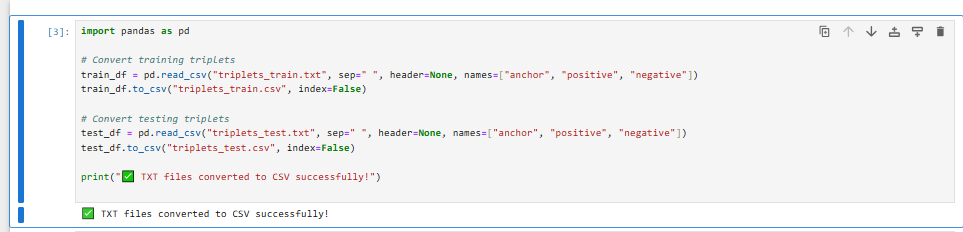 [3]: import pandas as pd
# Convert training triplets
train_df = pd.read_csv("triplets_train.txt", sep=" ", header=None, names=["anchor", "positive", "negative"])
train_df.to_csv("triplets_train.csv", index=False)
# Convert testing triplets
test_df = pd.read_csv("triplets_test.txt", sep=" ", header=None, names=["anchor", "positive", "negative"])
test_df.to_csv("triplets_test.csv", index=False)
print("✅ TXT files converted to CSV successfully!")
✅ TXT files converted to CSV successfully!